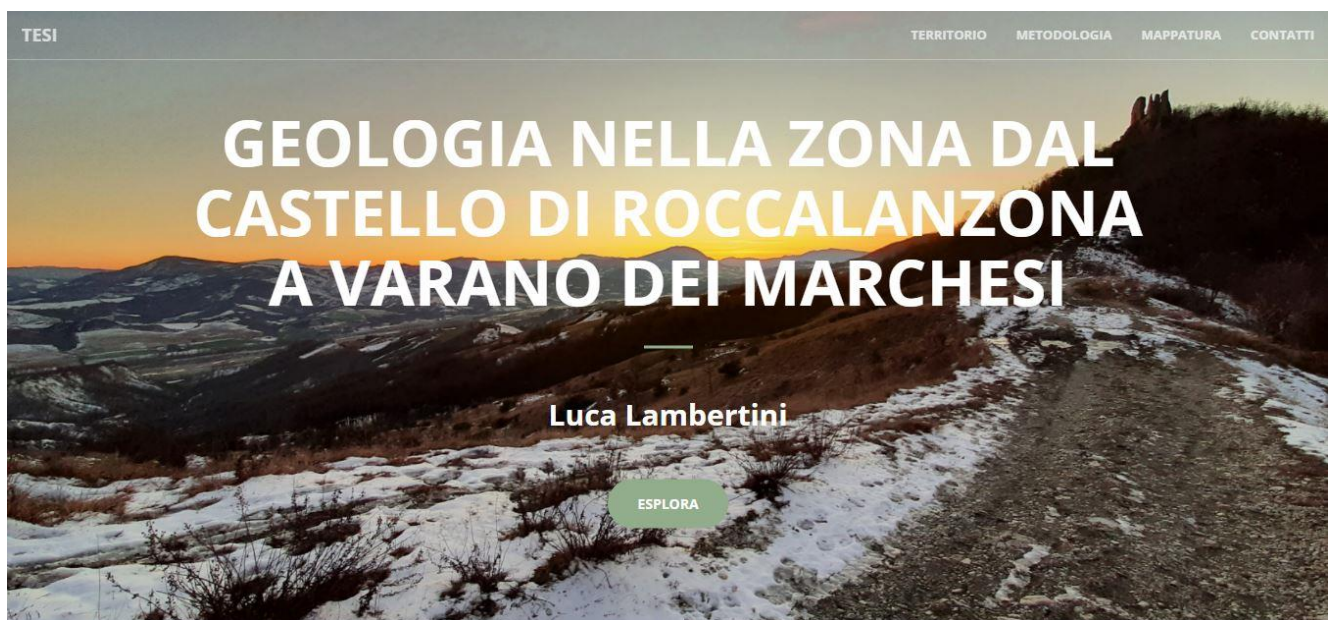 TESI
TERRITORIO METODOLOGIA MAPPATURA CONTATTI
GEOLOGIA NELLA ZONA DAL
CASTELLO DI ROCCALANZONA
A VARANO DEI MARCHESI
Luca Lambertini
ESPLORA